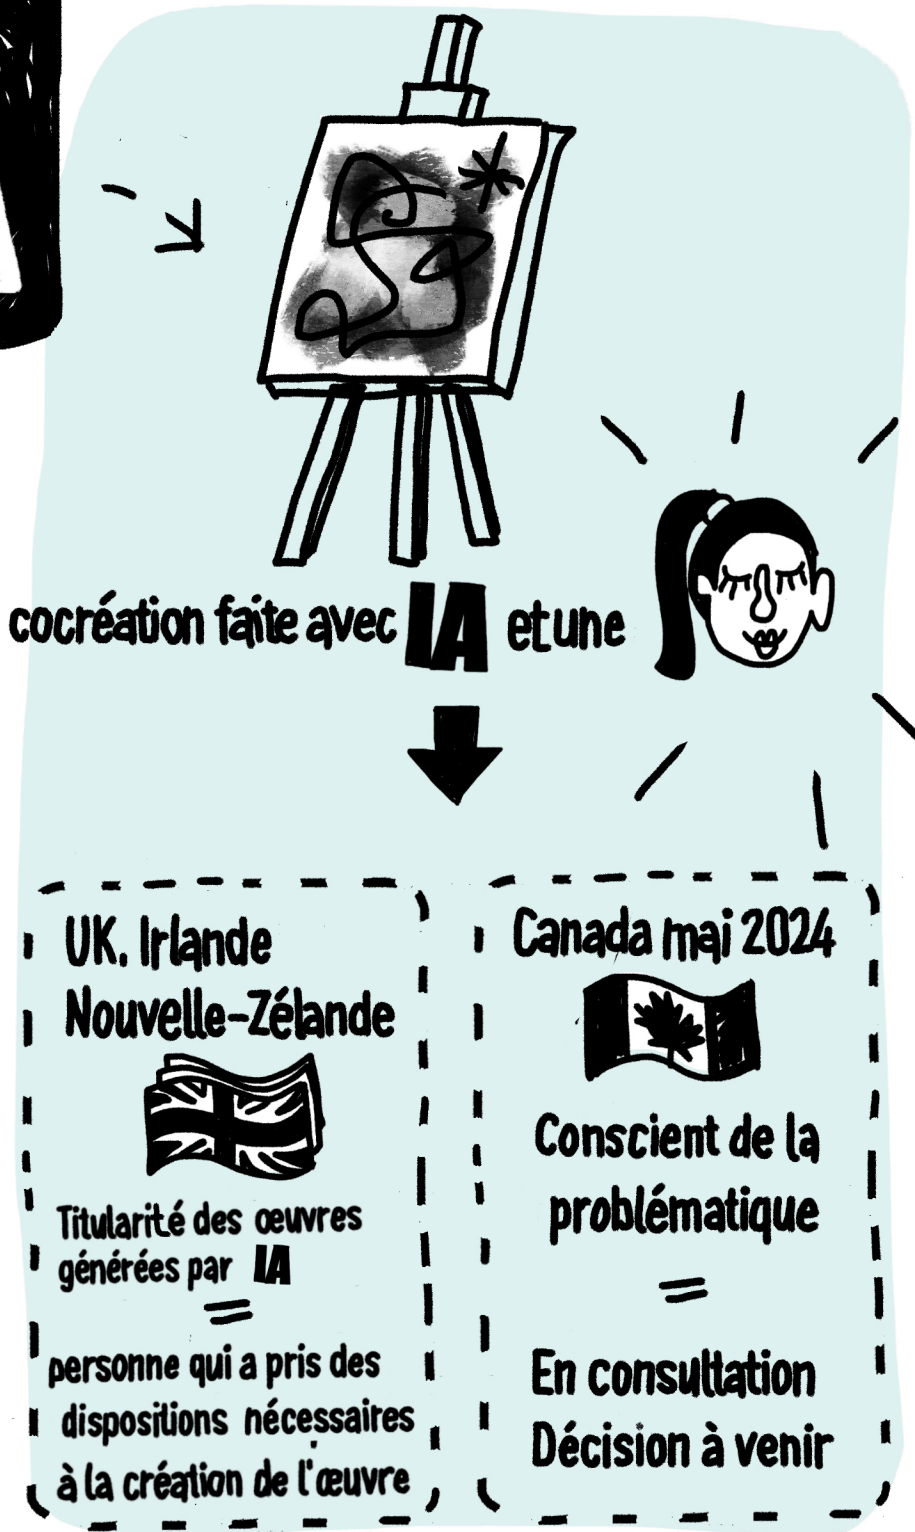 cocréation faite avec IA et une
UK, Irlande
Nouvelle-Zélande
Titularité des œuvres
générées par IA
=
personne qui a pris des
dispositions nécessaires
à la création de l'œuvre
Canada mai 2024
Conscient de la
problématique
=
En consultation
Décision à venir